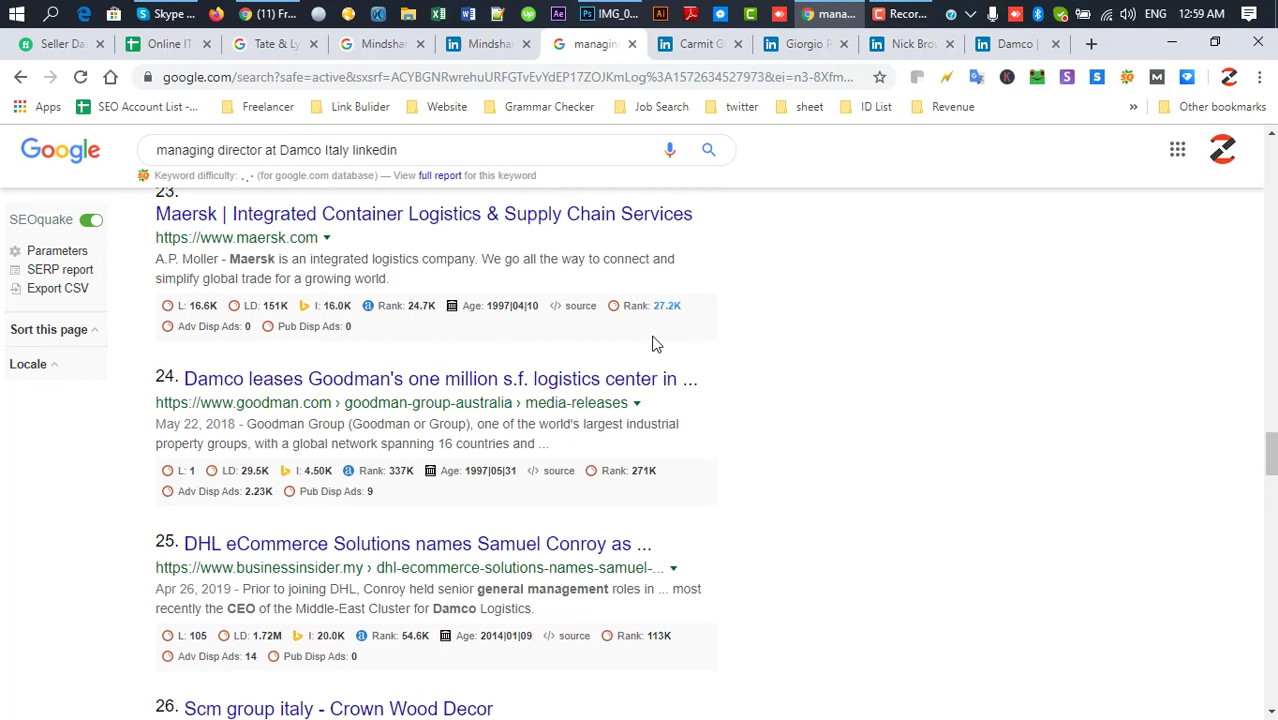 Skype ...
(11) Fr...
IMG_0...
mana...
Recor...
ENG
12:59 AM
Seller Da
Online IT
Tate & Ly
Mindshar
Mindshar
managing
Carmit G
Giorgio P
Nick Brow
Damco |
google.com/search?safe=active&sxsrf=ACYBGNRwrehuURFGTvEvYdEP17ZOJKmLog%3A1572634527973&ei=n3-8Xfm...
Apps
SEO Account List -...
Freelancer
Link Bulider
Website
Grammar Checker
Job Search
twitter
sheet
ID List
Revenue
»
Other bookmarks
Google
managing director at Damco Italy linkedin
Keyword difficulty: (for google.com database) — View full report for this keyword
SEOquake
Parameters
SERP report
Export CSV
Sort this page
Locale
23.
Maersk | Integrated Container Logistics & Supply Chain Services
https://www.maersk.com
A.P. Moller - Maersk is an integrated logistics company. We go all the way to connect and
simplify global trade for a growing world.
L: 16.6K LD: 151K I: 16.0K Rank: 24.7K Age: 1997|04|10 </> source Rank: 27.2K
Adv Disp Ads: 0 Pub Disp Ads: 0
24. Damco leases Goodman's one million s.f. logistics center in ...
https://www.goodman.com › goodman-group-australia › media-releases
May 22, 2018 - Goodman Group (Goodman or Group), one of the world's largest industrial
property groups, with a global network spanning 16 countries and ...
L: 1 LD: 29.5K I: 4.50K Rank: 337K Age: 1997|05|31 </> source Rank: 271K
Adv Disp Ads: 2.23K Pub Disp Ads: 9
25. DHL eCommerce Solutions names Samuel Conroy as ...
https://www.businessinsider.my › dhl-ecommerce-solutions-names-samuel-...
Apr 26, 2019 - Prior to joining DHL, Conroy held senior general management roles in ... most
recently the CEO of the Middle-East Cluster for Damco Logistics.
L: 105 LD: 1.72M I: 20.0K Rank: 54.6K Age: 2014|01|09 </> source Rank: 113K
Adv Disp Ads: 14 Pub Disp Ads: 0
26. Scm group italy - Crown Wood Decor